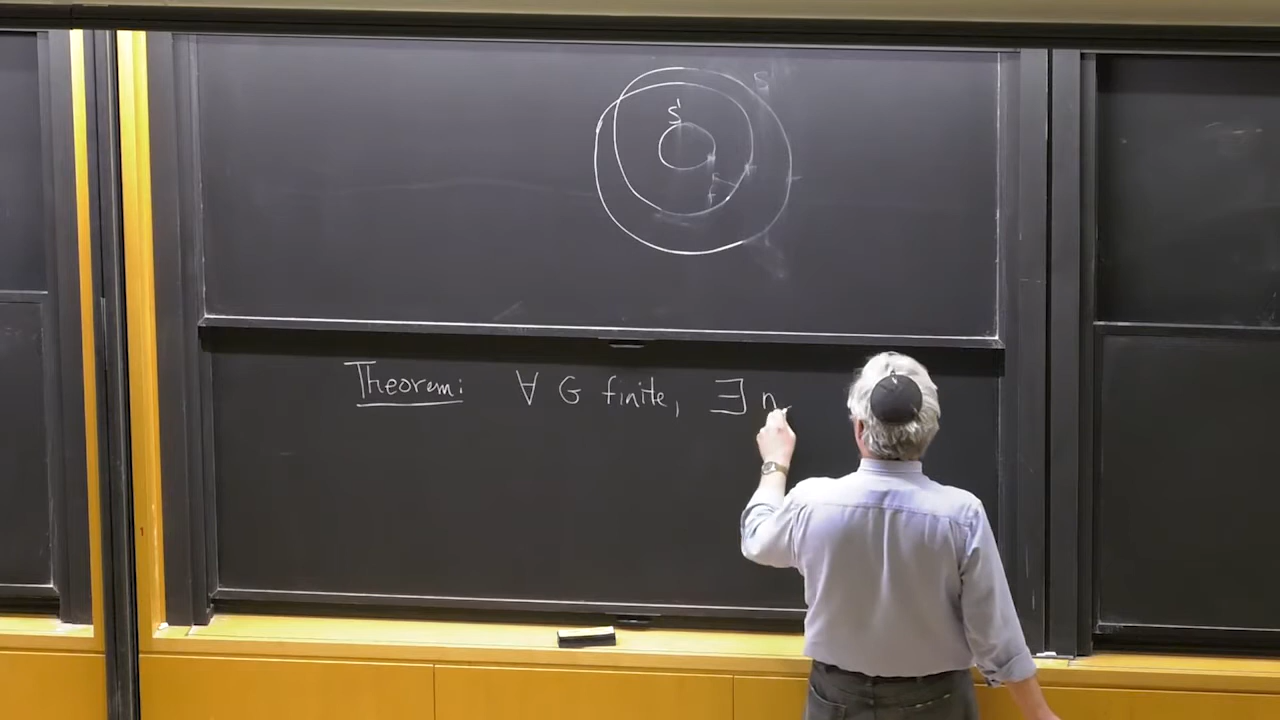 S
S'
Theorem: ∀ G finite, ∃ n